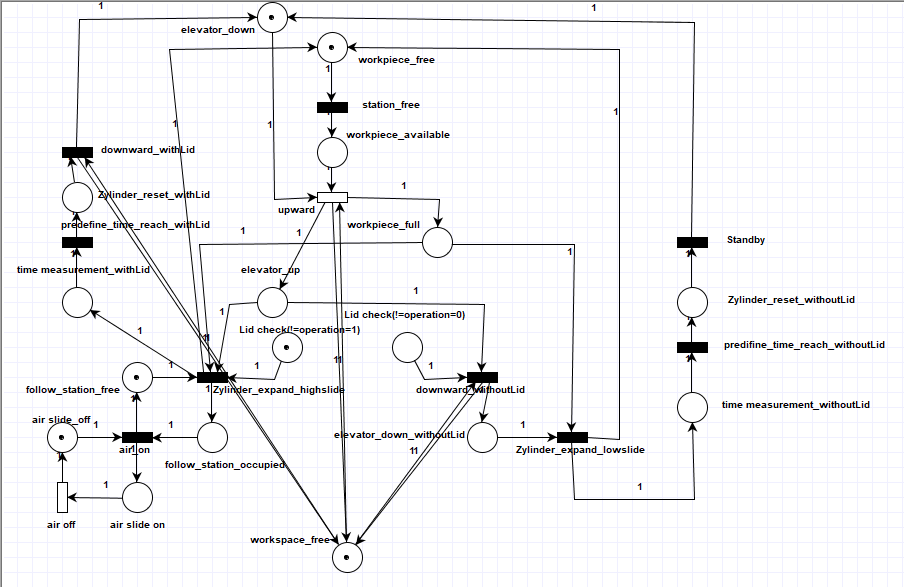 1
1
elevator_down
workpiece_free
1
station_free
1
1
1
workpiece_available
downward_withLid
1
Zylinder_reset_withLid
upward
predefine_time_reach_withLid
workpiece_full
1
1
Standby
1
time measurement_withLid
elevator_up
1
Zylinder_reset_withoutLid
1
Lid check(!=operation=0)
Lid check(!=operation=1)
1
predifine_time_reach_withoutLid
11
1
1
1
follow_station_free
1
Zylinder_expand_highslide
downward_withoutLid
time measurement_withoutLid
air slide_off
1
1
1
elevator_down_withoutLid
air_on
11
Zylinder_expand_lowslide
follow_station_occupied
1
1
air off
air slide on
workspace_free